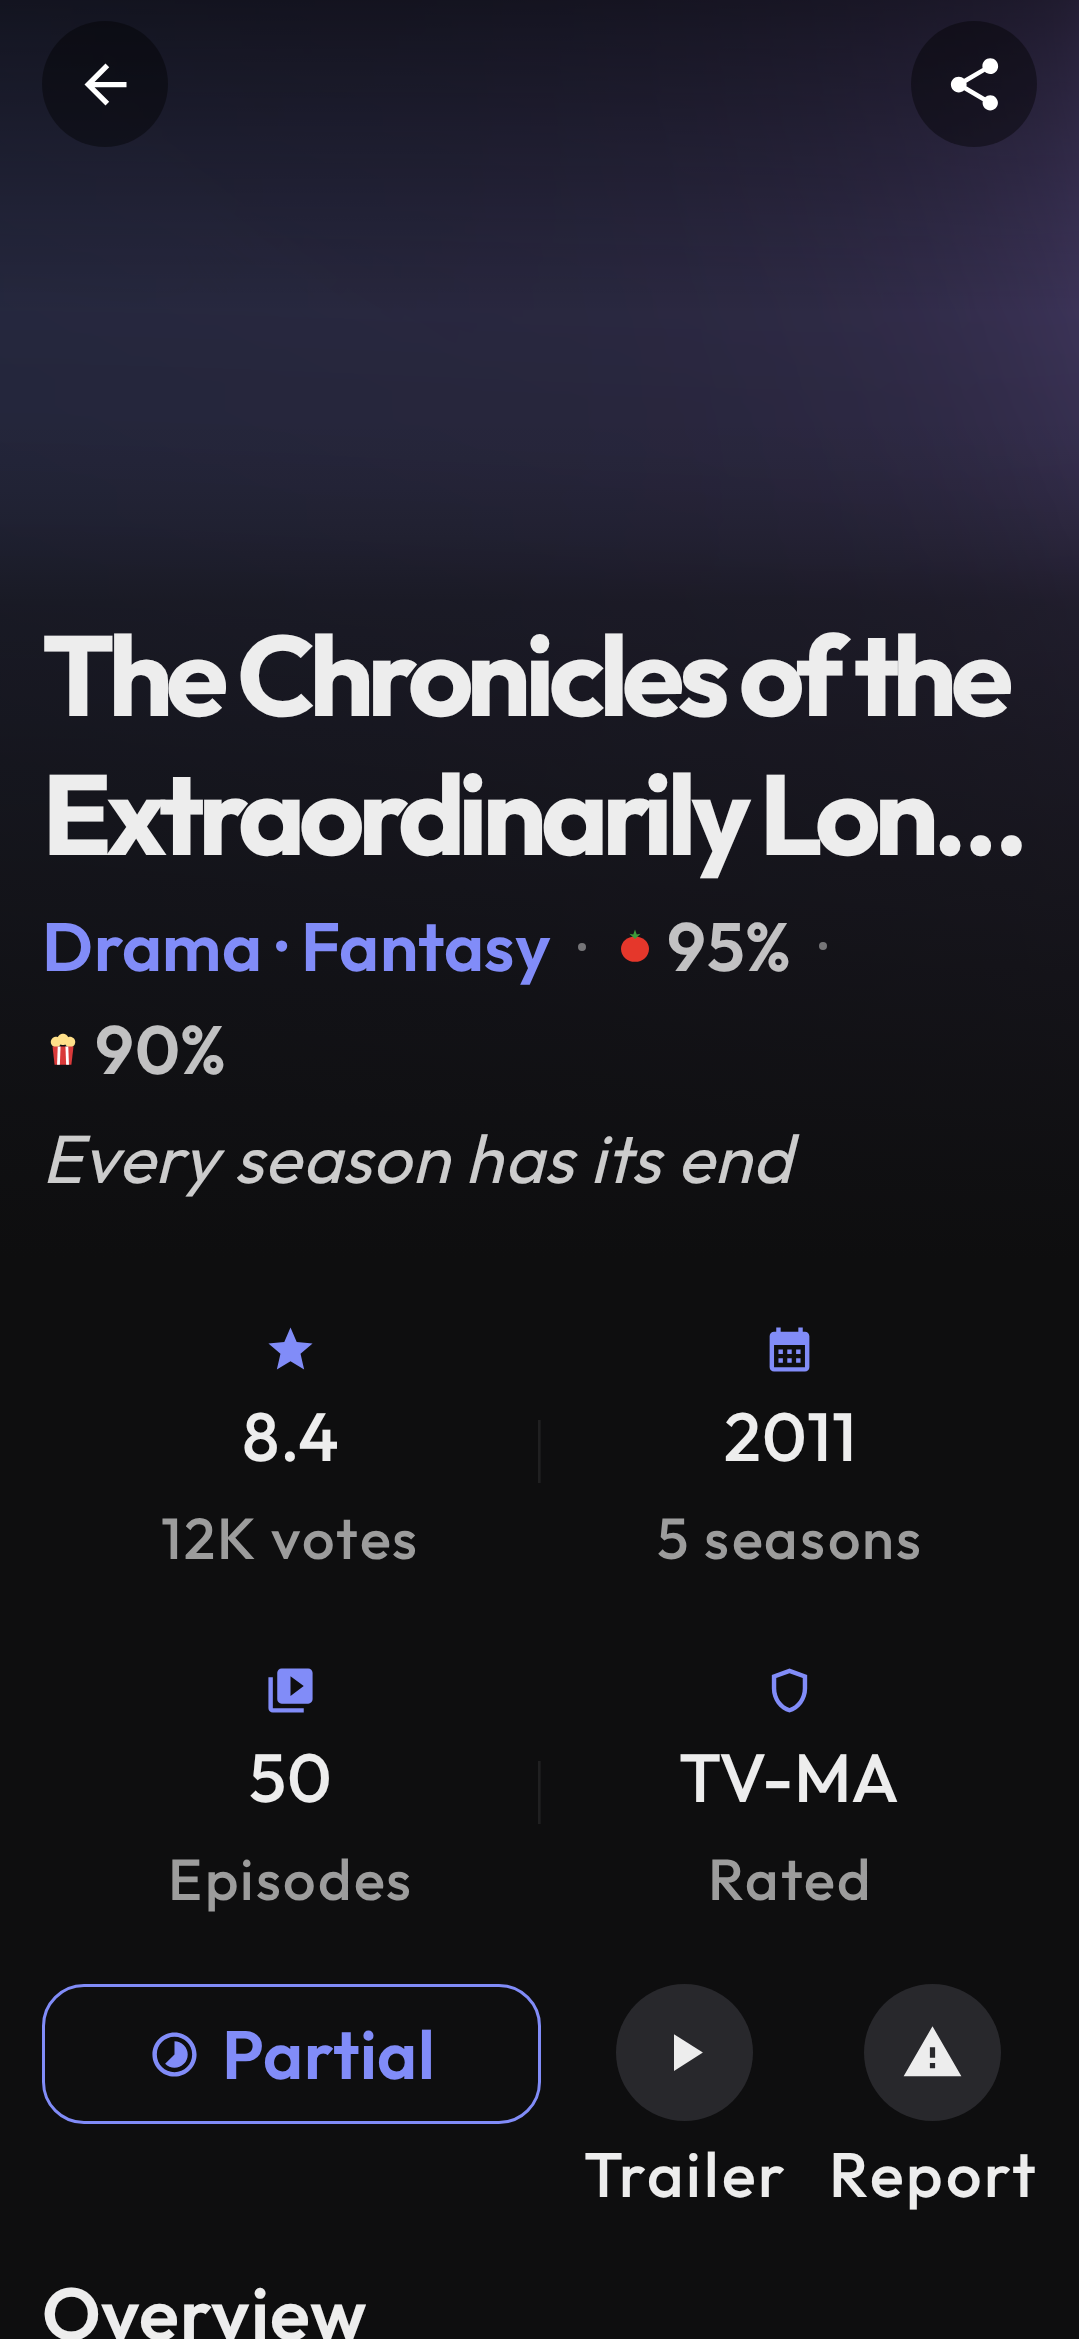 The Chronicles of the
Extraordinarily Lon...
Drama · Fantasy · 95% ·
90%
Every season has its end
8.4
12K votes
2011
5 seasons
50
Episodes
TV-MA
Rated
Partial
Trailer
Report
Overview